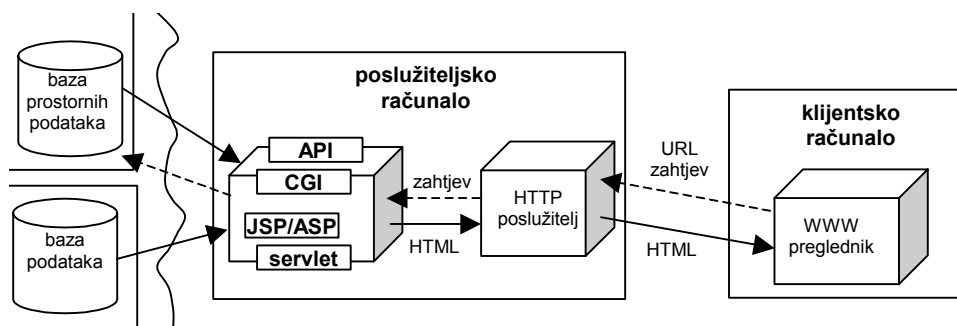 baza
prostornih
podataka
baza
podataka
poslužiteljsko
računalo
API
CGI
JSP/ASP
servlet
zahtjev
HTML
HTTP
poslužitelj
URL
zahtjev
HTML
klijentsko
računalo
WWW
preglednik